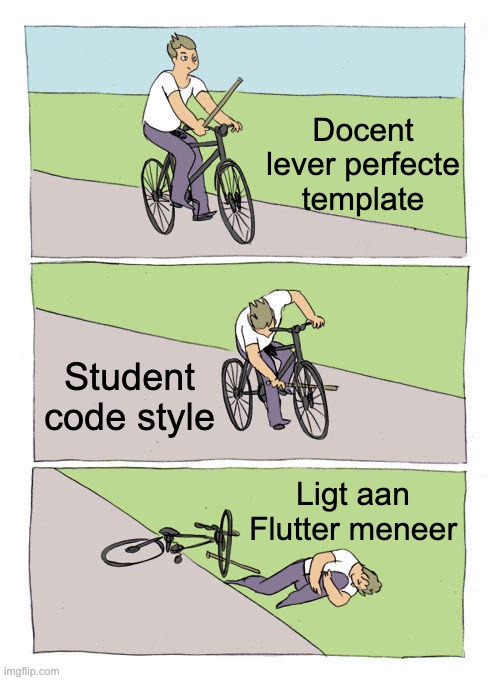 Docent
lever perfecte
template
Student
code style
Ligt aan
Flutter meneer
imgflip.com